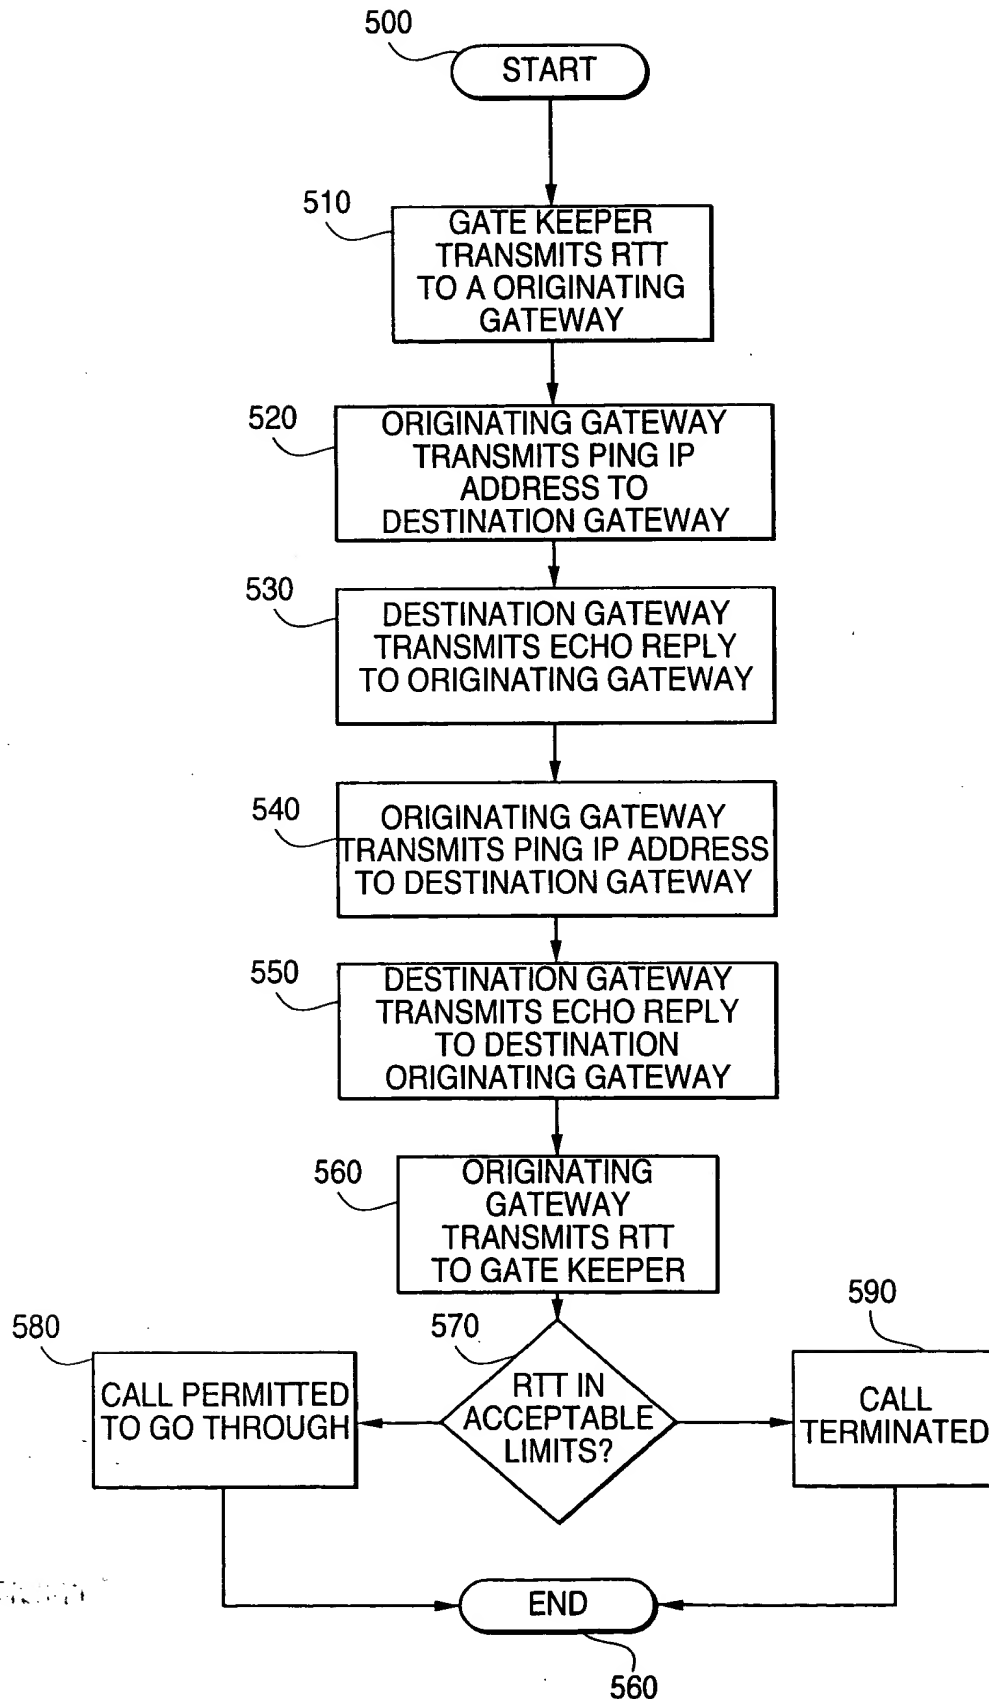 500
START
510
GATE KEEPER
TRANSMITS RTT
TO A ORIGINATING
GATEWAY
520
ORIGINATING GATEWAY
TRANSMITS PING IP
ADDRESS TO
DESTINATION GATEWAY
530
DESTINATION GATEWAY
TRANSMITS ECHO REPLY
TO ORIGINATING GATEWAY
540
ORIGINATING GATEWAY
TRANSMITS PING IP ADDRESS
TO DESTINATION GATEWAY
550
DESTINATION GATEWAY
TRANSMITS ECHO REPLY
TO DESTINATION
ORIGINATING GATEWAY
560
ORIGINATING
GATEWAY
TRANSMITS RTT
TO GATE KEEPER
570
RTT IN
ACCEPTABLE
LIMITS?
580
CALL PERMITTED
TO GO THROUGH
590
CALL
TERMINATED
END
560